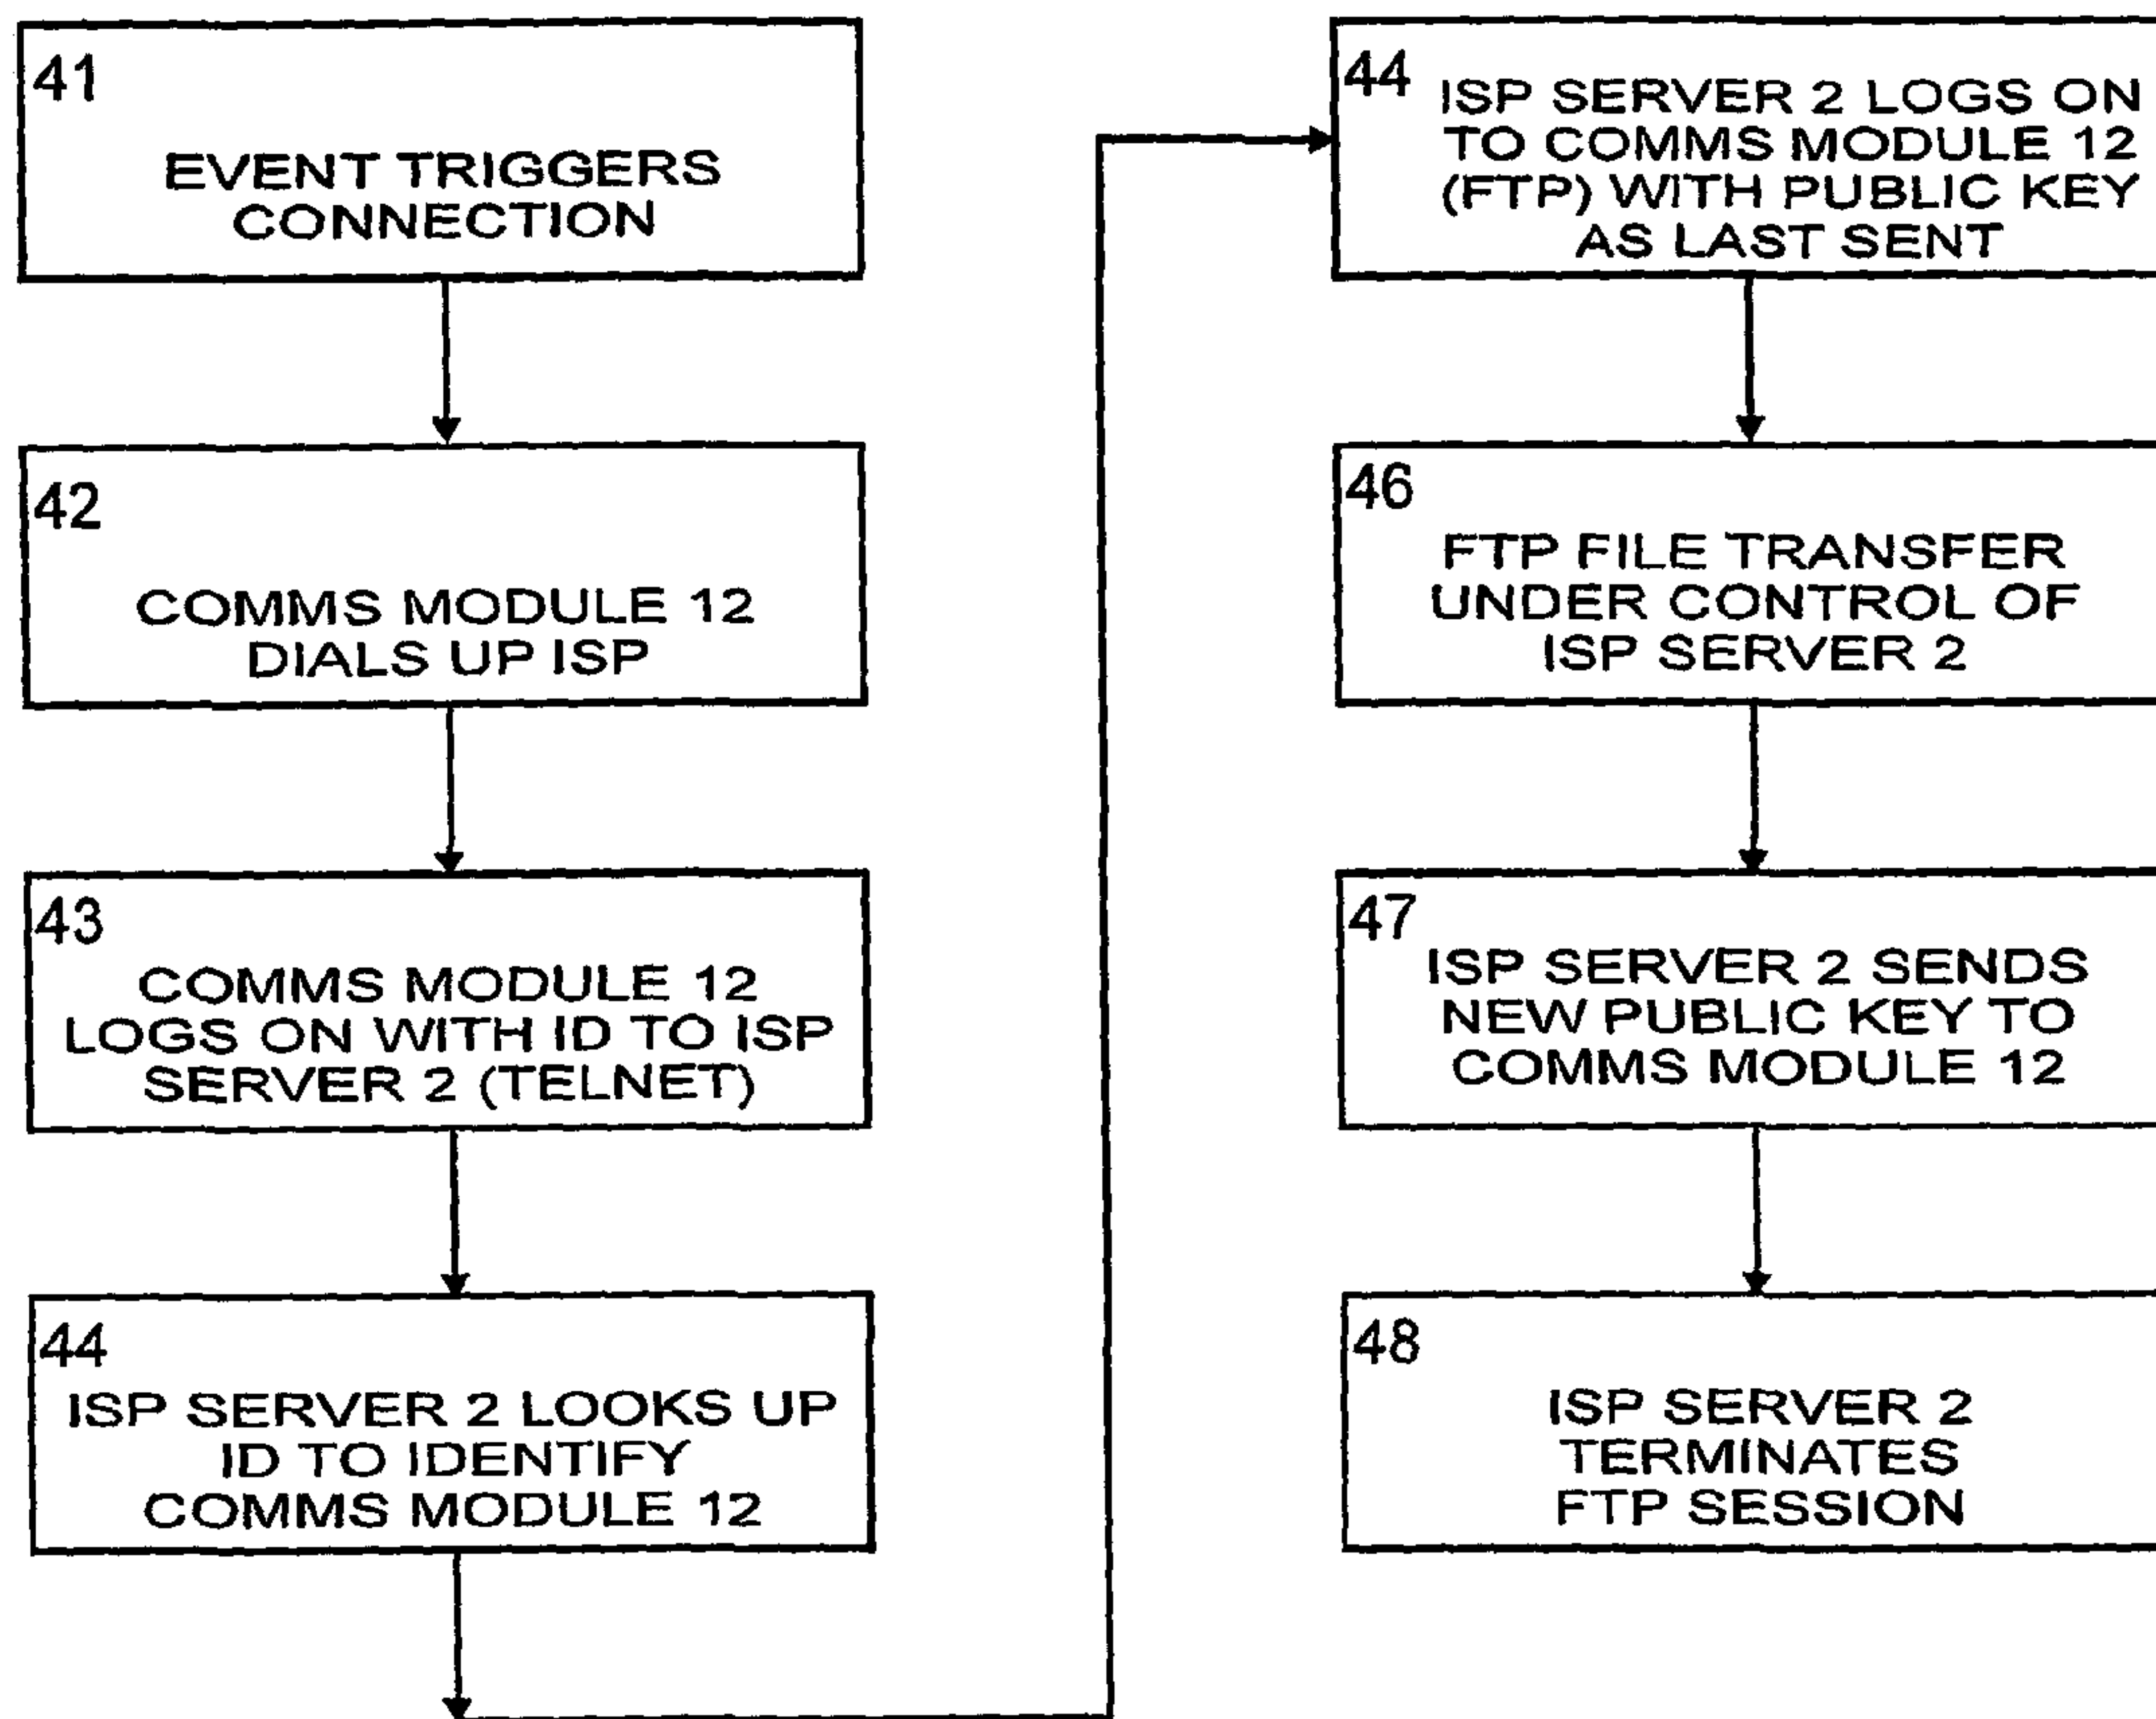 41
EVENT TRIGGERS
CONNECTION
42
COMMS MODULE 12
DIALS UP ISP
43
COMMS MODULE 12
LOGS ON WITH ID TO ISP
SERVER 2 (TELNET)
44
ISP SERVER 2 LOOKS UP
ID TO IDENTIFY
COMMS MODULE 12
44
ISP SERVER 2 LOGS ON
TO COMMS MODULE 12
(FTP) WITH PUBLIC KEY
AS LAST SENT
46
FTP FILE TRANSFER
UNDER CONTROL OF
ISP SERVER 2
47
ISP SERVER 2 SENDS
NEW PUBLIC KEY TO
COMMS MODULE 12
48
ISP SERVER 2
TERMINATES
FTP SESSION